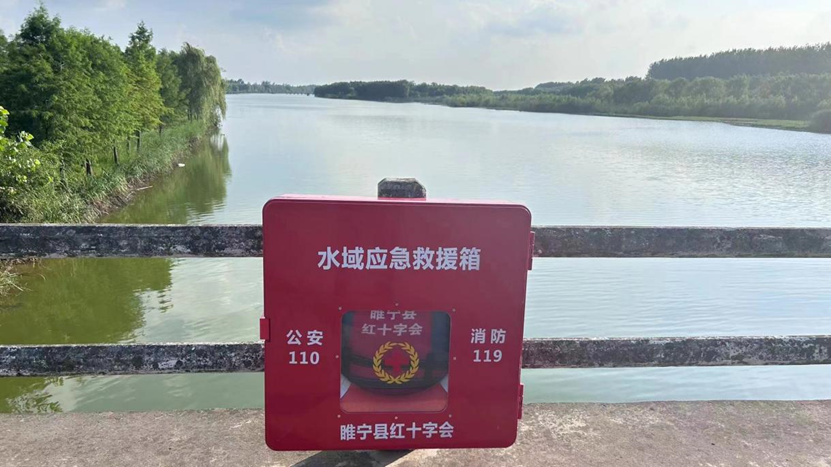 水域应急救援箱
睢宁县
红十字会
公安
110
消防
119
睢宁县红十字会